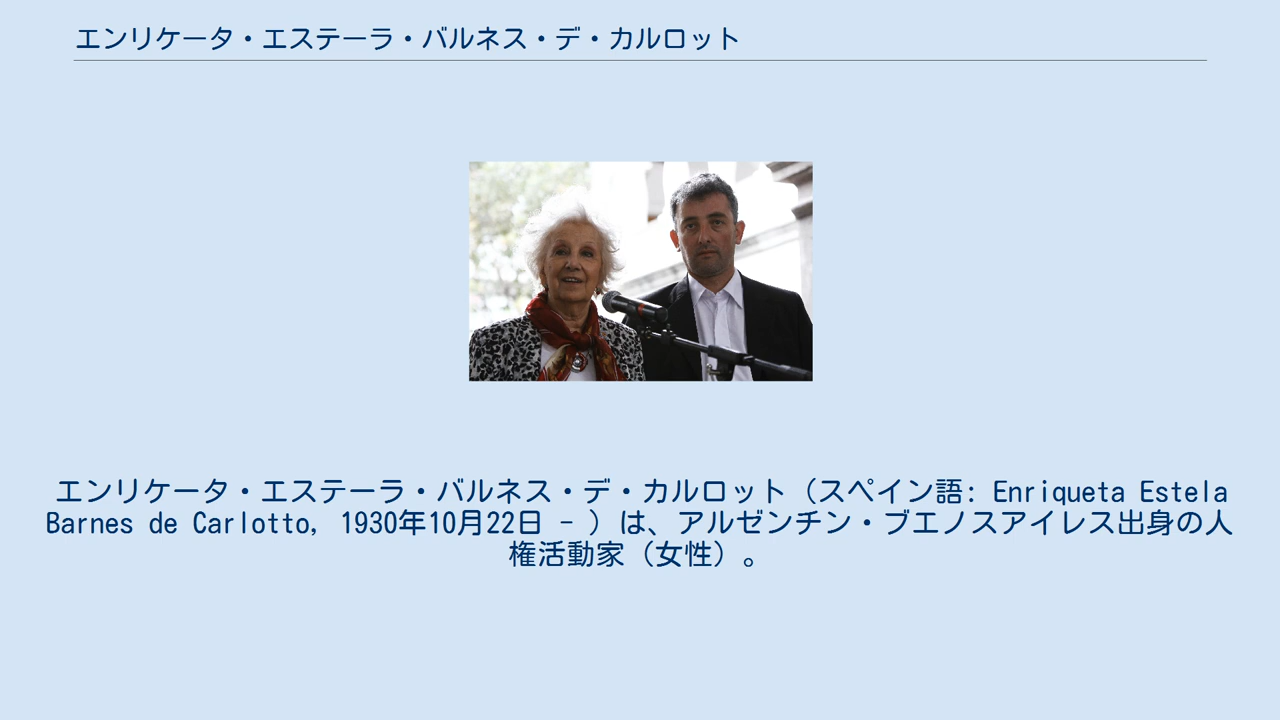 エンリケータ・エステーラ・バルネス・デ・カルロット
エンリケータ・エステーラ・バルネス・デ・カルロット（スペイン語: Enriqueta Estela
Barnes de Carlotto, 1930年10月22日 - ）は、アルゼンチン・ブエノスアイレス出身の人
権活動家（女性）。